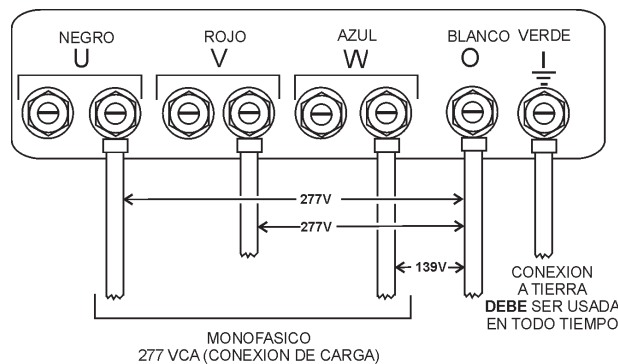 NEGRO
U
ROJO
V
AZUL
W
BLANCO
O
VERDE
277V
277V
139V
CONEXION
A TIERRA
DEBE SER USADA
EN TODO TIEMPO
MONOFASICO
277 VCA (CONEXION DE CARGA)